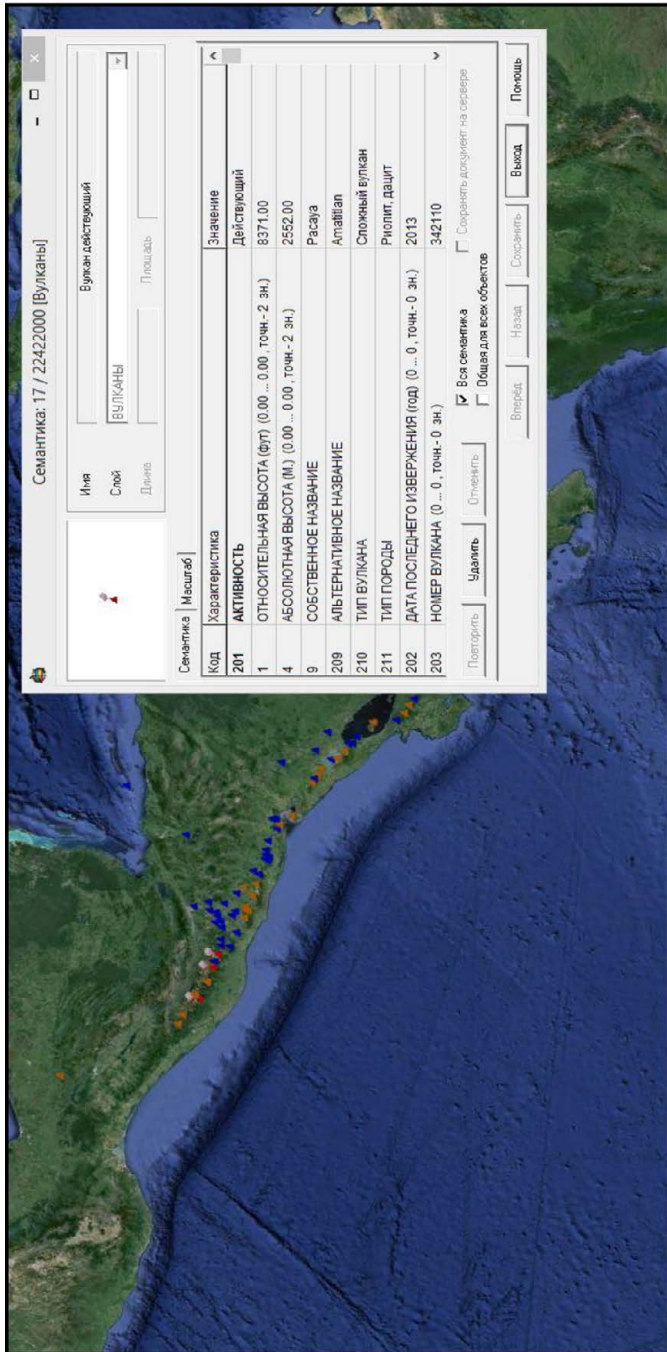 Семантика: 17 / 22422000 [Вулканы]
Имя Вулкан действующий
Слой ВУЛКАНЫ
Длина Площадь
Семантика Масштаб
Код Характеристика Значение
201 АКТИВНОСТЬ Действующий
1 ОТНОСИТЕЛЬНАЯ ВЫСОТА (фут) (0.00 ... 0.00 , точн.- 2 зн.) 8371.00
4 АБСОЛЮТНАЯ ВЫСОТА (М.) (0.00 ... 0.00 , точн.- 2 зн.) 2552.00
9 СОБСТВЕННОЕ НАЗВАНИЕ Pacaya
209 АЛЬТЕРНАТИВНОЕ НАЗВАНИЕ Amatitlan
210 ТИП ВУЛКАНА Сложный вулкан
211 ТИП ПОРОДЫ Риолит, дацит
202 ДАТА ПОСЛЕДНЕГО ИЗВЕРЖЕНИЯ (год) (0 ... 0 , точн.- 0 зн.) 2013
203 НОМЕР ВУЛКАНА (0 ... 0 , точн.- 0 зн.) 342110
Повторить Удалить Отменить
Вся семантика Сохранять документ на сервере
Общая для всех объектов
Вперёд Назад Сохранить Выход Помощь